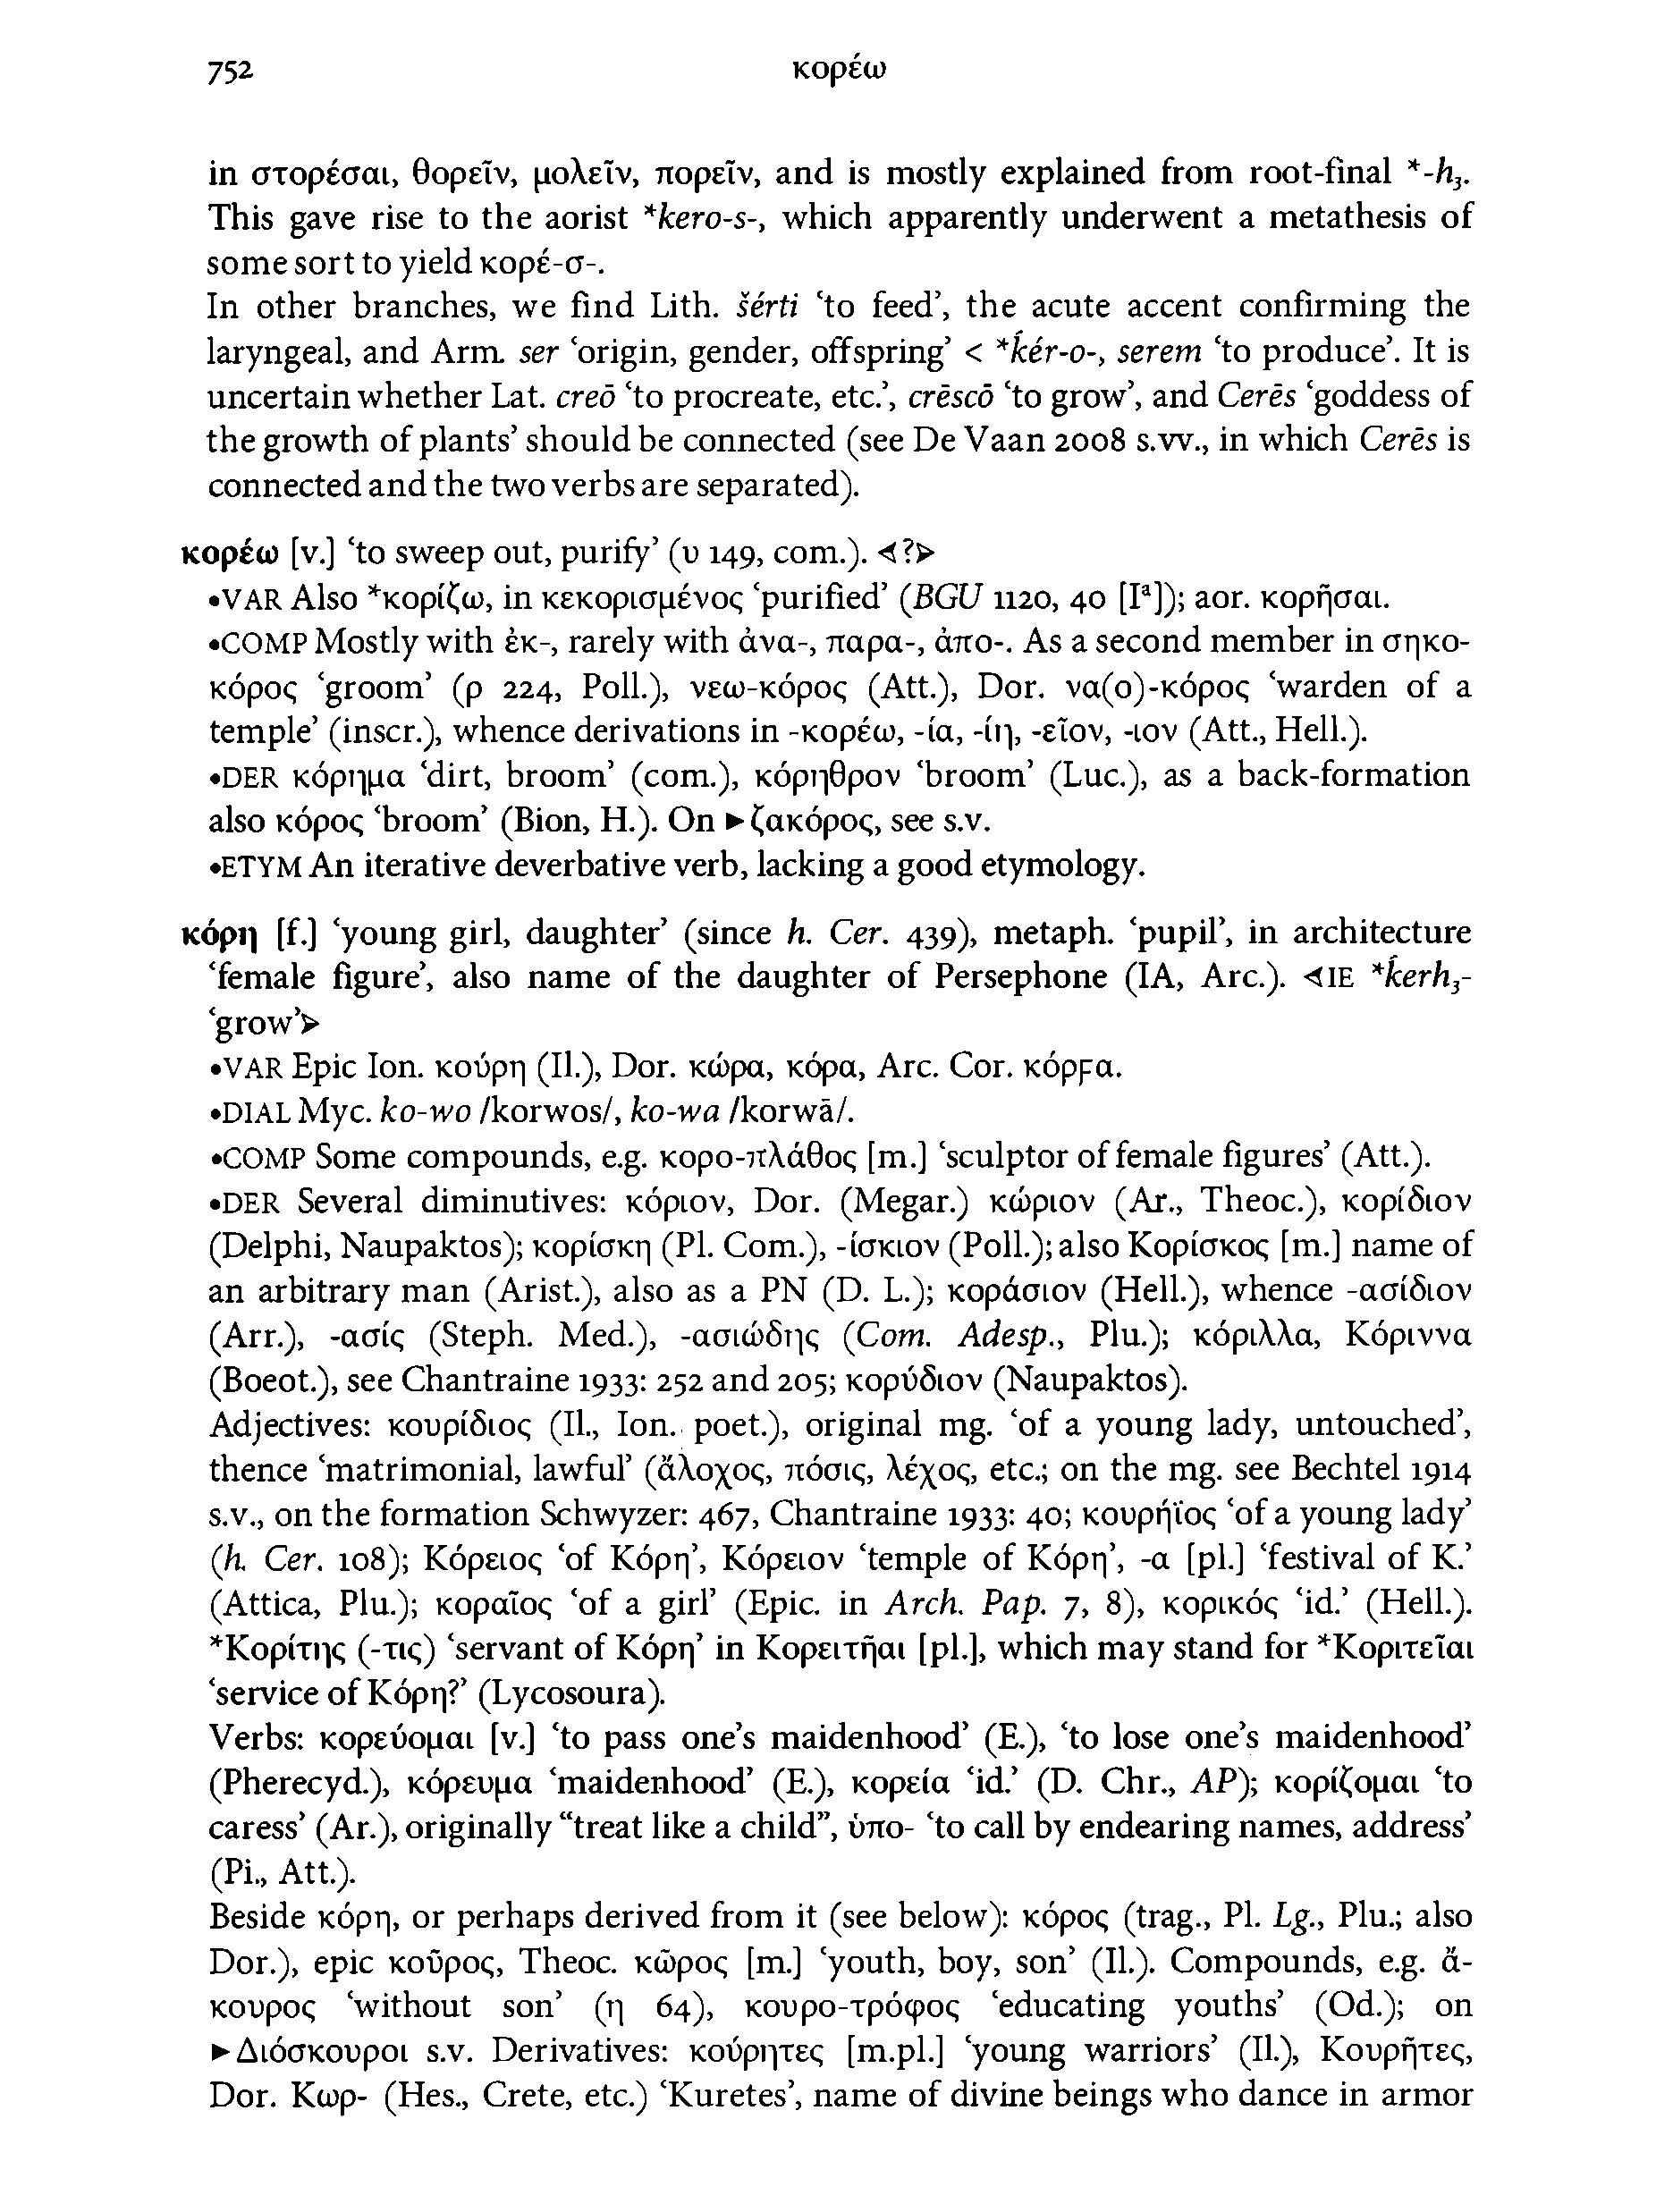 752 κορέω
in στορέσαι, θορεῖν, μολεῖν, πορεῖν, and is mostly explained from root-final *-h₃.
This gave rise to the aorist *kero-s-, which apparently underwent a metathesis of
some sort to yield κορέ-σ-.
In other branches, we find Lith. šérti ‘to feed’, the acute accent confirming the
laryngeal, and Arm. ser ‘origin, gender, offspring’ < *ḱér-o-, serem ‘to produce’. It is
uncertain whether Lat. creō ‘to procreate, etc.’, crēscō ‘to grow’, and Cerēs ‘goddess of
the growth of plants’ should be connected (see De Vaan 2008 s.vv., in which Cerēs is
connected and the two verbs are separated).
κορέω [v.] ‘to sweep out, purify’ (υ 149, com.). ⊲?⊳
•VAR Also *κορίζω, in κεκορισμένος ‘purified’ (BGU 1120, 40 [Iᵃ]); aor. κορῆσαι.
•COMP Mostly with ἐκ-, rarely with ἀνα-, παρα-, ἀπο-. As a second member in σηκο-
κόρος ‘groom’ (ρ 224, Poll.), νεω-κόρος (Att.), Dor. να(ο)-κόρος ‘warden of a
temple’ (inscr.), whence derivations in -κορέω, -ία, -ίη, -εῖον, -ιον (Att., Hell.).
•DER κόρημα ‘dirt, broom’ (com.), κόρηθρον ‘broom’ (Luc.), as a back-formation
also κόρος ‘broom’ (Bion, H.). On ►ζακόρος, see s.v.
•ETYM An iterative deverbative verb, lacking a good etymology.
κόρη [f.] ‘young girl, daughter’ (since h. Cer. 439), metaph. ‘pupil’, in architecture
‘female figure’, also name of the daughter of Persephone (IA, Arc.). ⊲IE *ḱerh₃-
‘grow’⊳
•VAR Epic Ion. κούρη (Il.), Dor. κώρα, κόρα, Arc. Cor. κόρϝα.
•DIAL Myc. ko-wo /korwos/, ko-wa /korwā/.
•COMP Some compounds, e.g. κορο-πλάθος [m.] ‘sculptor of female figures’ (Att.).
•DER Several diminutives: κόριον, Dor. (Megar.) κώριον (Ar., Theoc.), κορίδιον
(Delphi, Naupaktos); κορίσκη (Pl. Com.), -ίσκιον (Poll.); also Κορίσκος [m.] name of
an arbitrary man (Arist.), also as a PN (D. L.); κοράσιον (Hell.), whence -ασίδιον
(Arr.), -ασίς (Steph. Med.), -ασιώδης (Com. Adesp., Plu.); κόριλλα, Κόριννα
(Boeot.), see Chantraine 1933: 252 and 205; κορύδιον (Naupaktos).
Adjectives: κουρίδιος (Il., Ion. poet.), original mg. ‘of a young lady, untouched’,
thence ‘matrimonial, lawful’ (ἄλοχος, πόσις, λέχος, etc.; on the mg. see Bechtel 1914
s.v., on the formation Schwyzer: 467, Chantraine 1933: 40; κουρήϊος ‘of a young lady’
(h. Cer. 108); Κόρειος ‘of Κόρη’, Κόρειον ‘temple of Κόρη’, -α [pl.] ‘festival of K.’
(Attica, Plu.); κοραῖος ‘of a girl’ (Epic. in Arch. Pap. 7, 8), κορικός ‘id.’ (Hell.).
*Κορίτης (-τις) ‘servant of Κόρη’ in Κορειτῆαι [pl.], which may stand for *Κοριτεῖαι
‘service of Κόρη?’ (Lycosoura).
Verbs: κορεύομαι [v.] ‘to pass one’s maidenhood’ (E.), ‘to lose one’s maidenhood’
(Pherecyd.), κόρευμα ‘maidenhood’ (E.), κορεία ‘id.’ (D. Chr., AP); κορίζομαι ‘to
caress’ (Ar.), originally “treat like a child”, ὑπο- ‘to call by endearing names, address’
(Pi., Att.).
Beside κόρη, or perhaps derived from it (see below): κόρος (trag., Pl. Lg., Plu.; also
Dor.), epic κοῦρος, Theoc. κῶρος [m.] ‘youth, boy, son’ (Il.). Compounds, e.g. ἄ-
κουρος ‘without son’ (η 64), κουρο-τρόφος ‘educating youths’ (Od.); on
►Διόσκουροι s.v. Derivatives: κούρητες [m.pl.] ‘young warriors’ (Il.), Κουρῆτες,
Dor. Κωρ- (Hes., Crete, etc.) ‘Kuretes’, name of divine beings who dance in armor